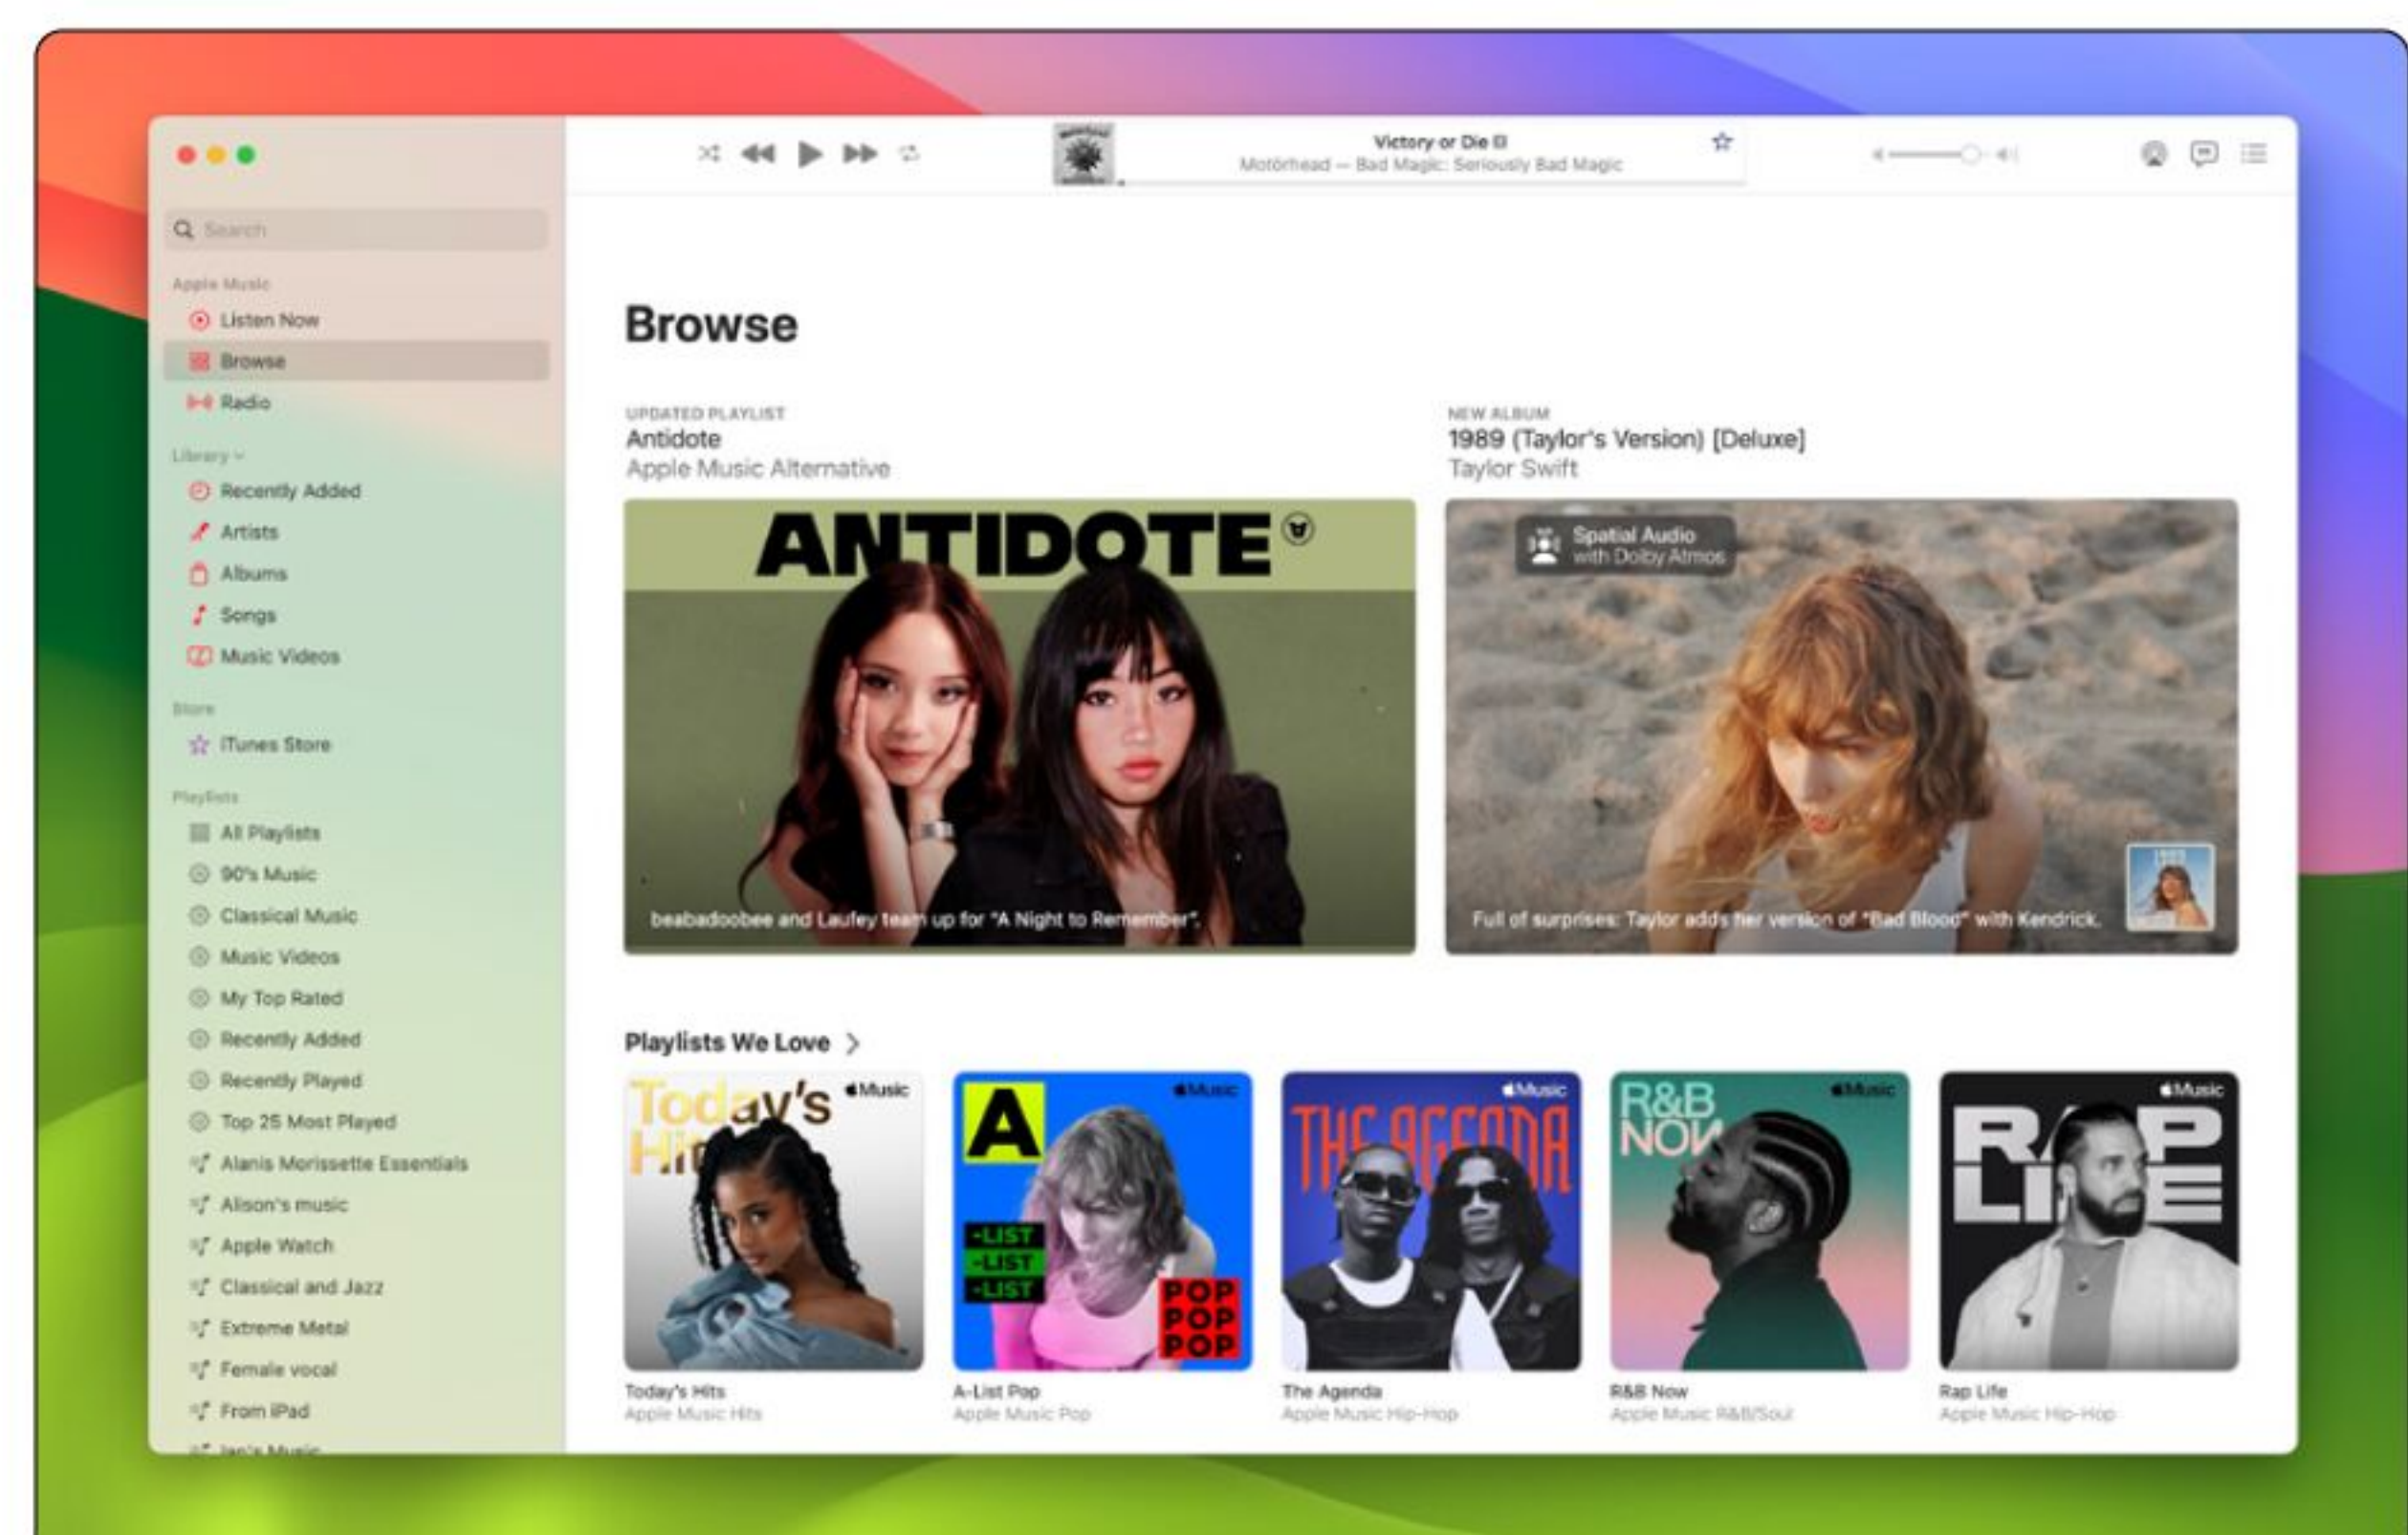 Search
Apple Music
Listen Now
Browse
Radio
Library
Recently Added
Artists
Albums
Songs
Music Videos
Store
iTunes Store
Playlists
All Playlists
90's Music
Classical Music
Music Videos
My Top Rated
Recently Added
Recently Played
Top 25 Most Played
Alanis Morissette Essentials
Alison's music
Apple Watch
Classical and Jazz
Extreme Metal
Female vocal
From iPad
Ian's Music
Victory or Die
Motörhead — Bad Magic: Seriously Bad Magic
Browse
UPDATED PLAYLIST
Antidote
Apple Music Alternative
ANTIDOTE
beabadoobee and Laufey team up for "A Night to Remember".
NEW ALBUM
1989 (Taylor's Version) [Deluxe]
Taylor Swift
Spatial Audio
with Dolby Atmos
Full of surprises: Taylor adds her version of "Bad Blood" with Kendrick.
Playlists We Love
Today's
Hits
Music
Today's Hits
Apple Music Hits
A
Music
-LIST
-LIST
-LIST
POP
POP
POP
A-List Pop
Apple Music Pop
Music
THE AGENDA
The Agenda
Apple Music Hip-Hop
R&B
NOW
Music
R&B Now
Apple Music R&B/Soul
Music
RAP
LIFE
Rap Life
Apple Music Hip-Hop